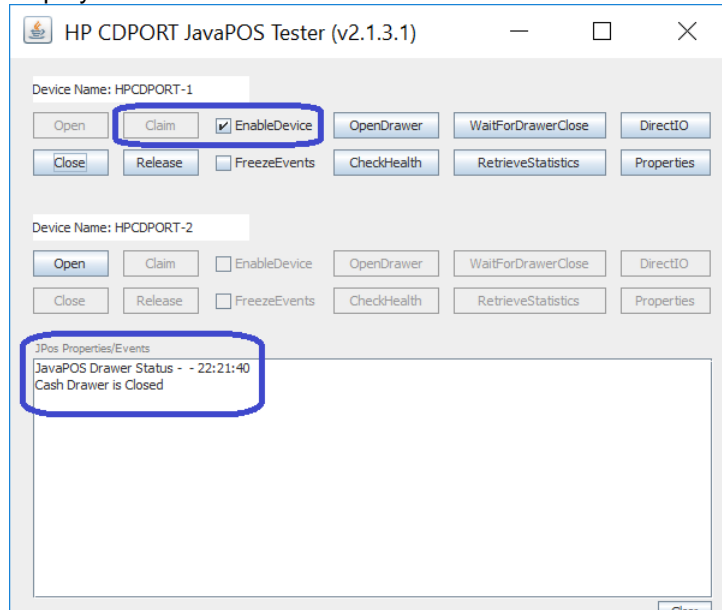 HP CDPORT JavaPOS Tester (v2.1.3.1)
Device Name: HPCDPORT-1
Open Claim EnableDevice OpenDrawer WaitForDrawerClose DirectIO
Close Release FreezeEvents CheckHealth RetrieveStatistics Properties
Device Name: HPCDPORT-2
Open Claim EnableDevice OpenDrawer WaitForDrawerClose DirectIO
Close Release FreezeEvents CheckHealth RetrieveStatistics Properties
JPos Properties/Events
JavaPOS Drawer Status - - 22:21:40
Cash Drawer is Closed